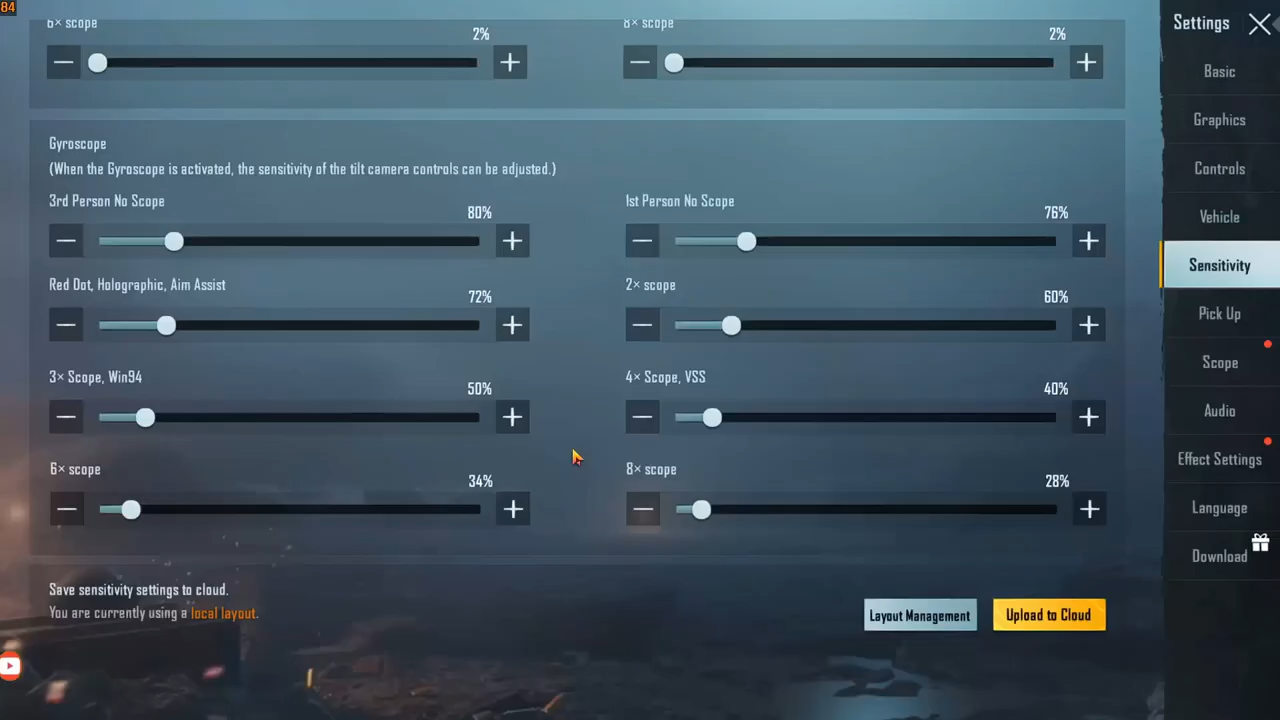 84
6× scope
2%
8× scope
2%
Settings
Basic
Graphics
Controls
Vehicle
Sensitivity
Pick Up
Scope
Audio
Effect Settings
Language
Download
Gyroscope
(When the Gyroscope is activated, the sensitivity of the tilt camera controls can be adjusted.)
3rd Person No Scope
80%
1st Person No Scope
76%
Red Dot, Holographic, Aim Assist
72%
2× scope
60%
3× Scope, Win94
50%
4× Scope, VSS
40%
6× scope
34%
8× scope
28%
Save sensitivity settings to cloud.
You are currently using a local layout.
Layout Management
Upload to Cloud